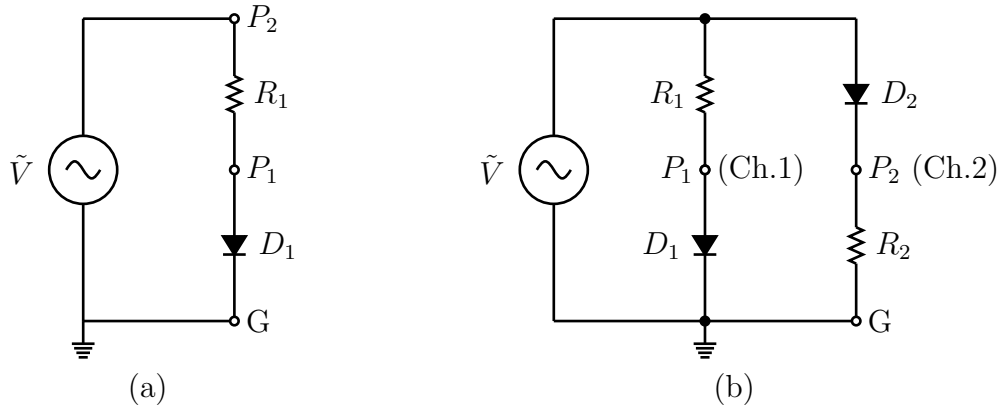 P₂
R₁
Ṽ
P₁
D₁
G
(a)
R₁
D₂
Ṽ
P₁ (Ch.1)
P₂ (Ch.2)
D₁
R₂
G
(b)